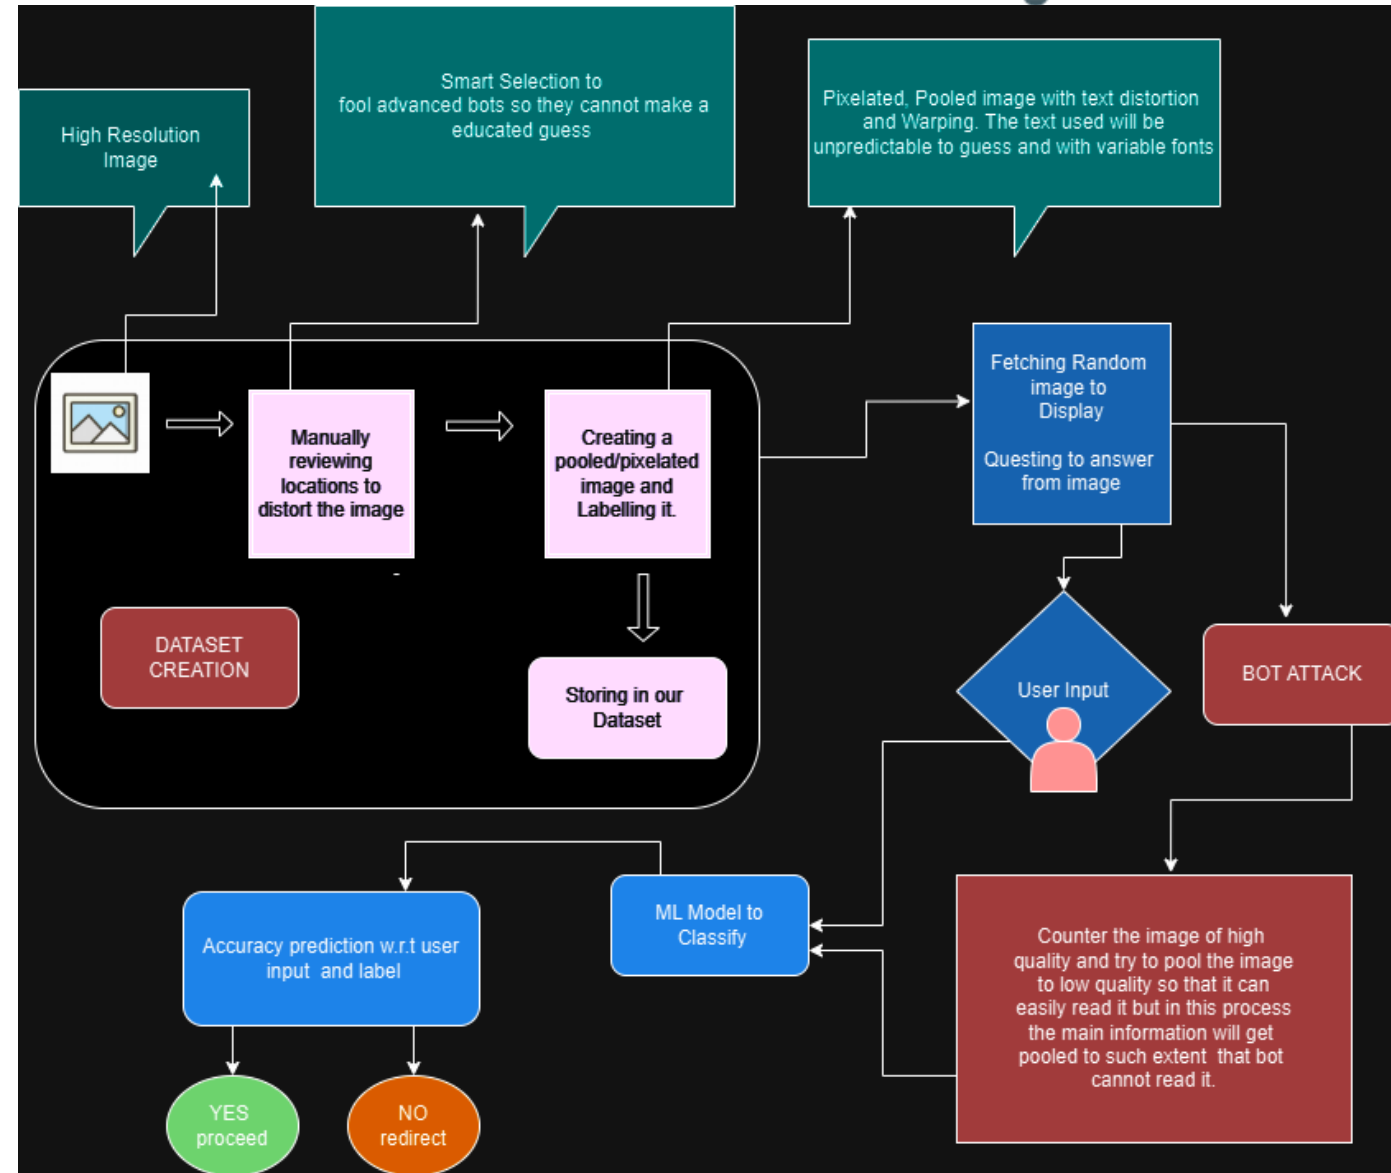 High Resolution
Image
Smart Selection to
fool advanced bots so they cannot make a
educated guess
Pixelated, Pooled image with text distortion
and Warping. The text used will be
unpredictable to guess and with variable fonts
Manually
reviewing
locations to
distort the image
Creating a
pooled/pixelated
image and
Labelling it.
Fetching Random
image to
Display
Questing to answer
from image
DATASET
CREATION
Storing in our
Dataset
User Input
BOT ATTACK
ML Model to
Classify
Accuracy prediction w.r.t user
input and label
Counter the image of high
quality and try to pool the image
to low quality so that it can
easily read it but in this process
the main information will get
pooled to such extent that bot
cannot read it.
YES
proceed
NO
redirect